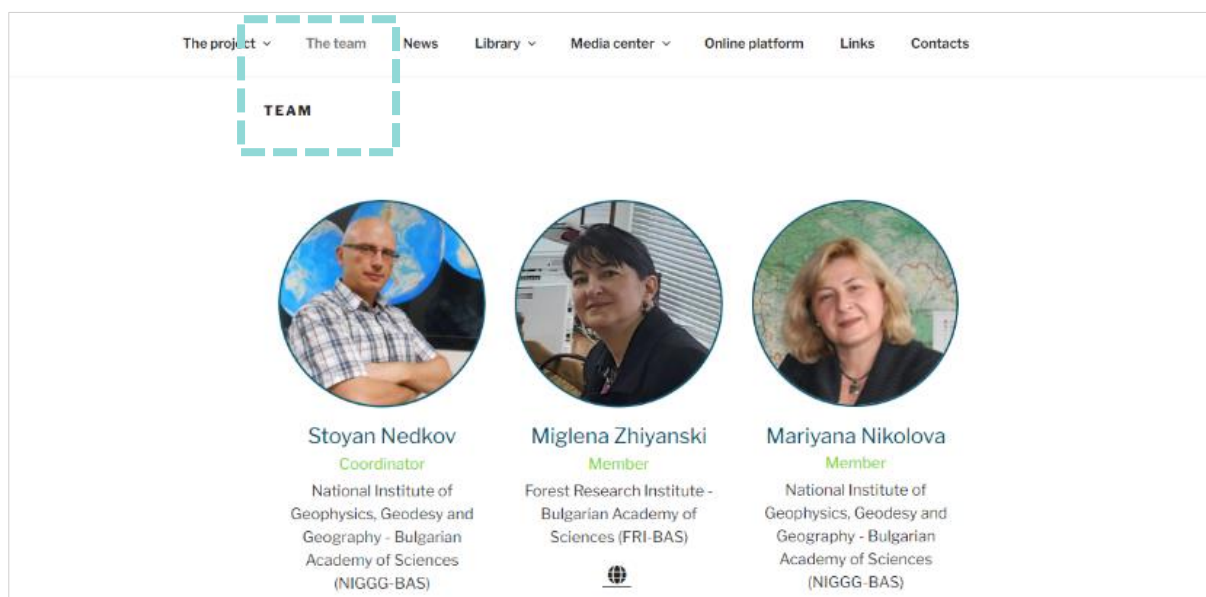 The project The team News Library Media center Online platform Links Contacts
TEAM
Stoyan Nedkov
Coordinator
National Institute of
Geophysics, Geodesy and
Geography - Bulgarian
Academy of Sciences
(NIGGG-BAS)
Miglena Zhiyanski
Member
Forest Research Institute -
Bulgarian Academy of
Sciences (FRI-BAS)
Mariyana Nikolova
Member
National Institute of
Geophysics, Geodesy and
Geography - Bulgarian
Academy of Sciences
(NIGGG-BAS)